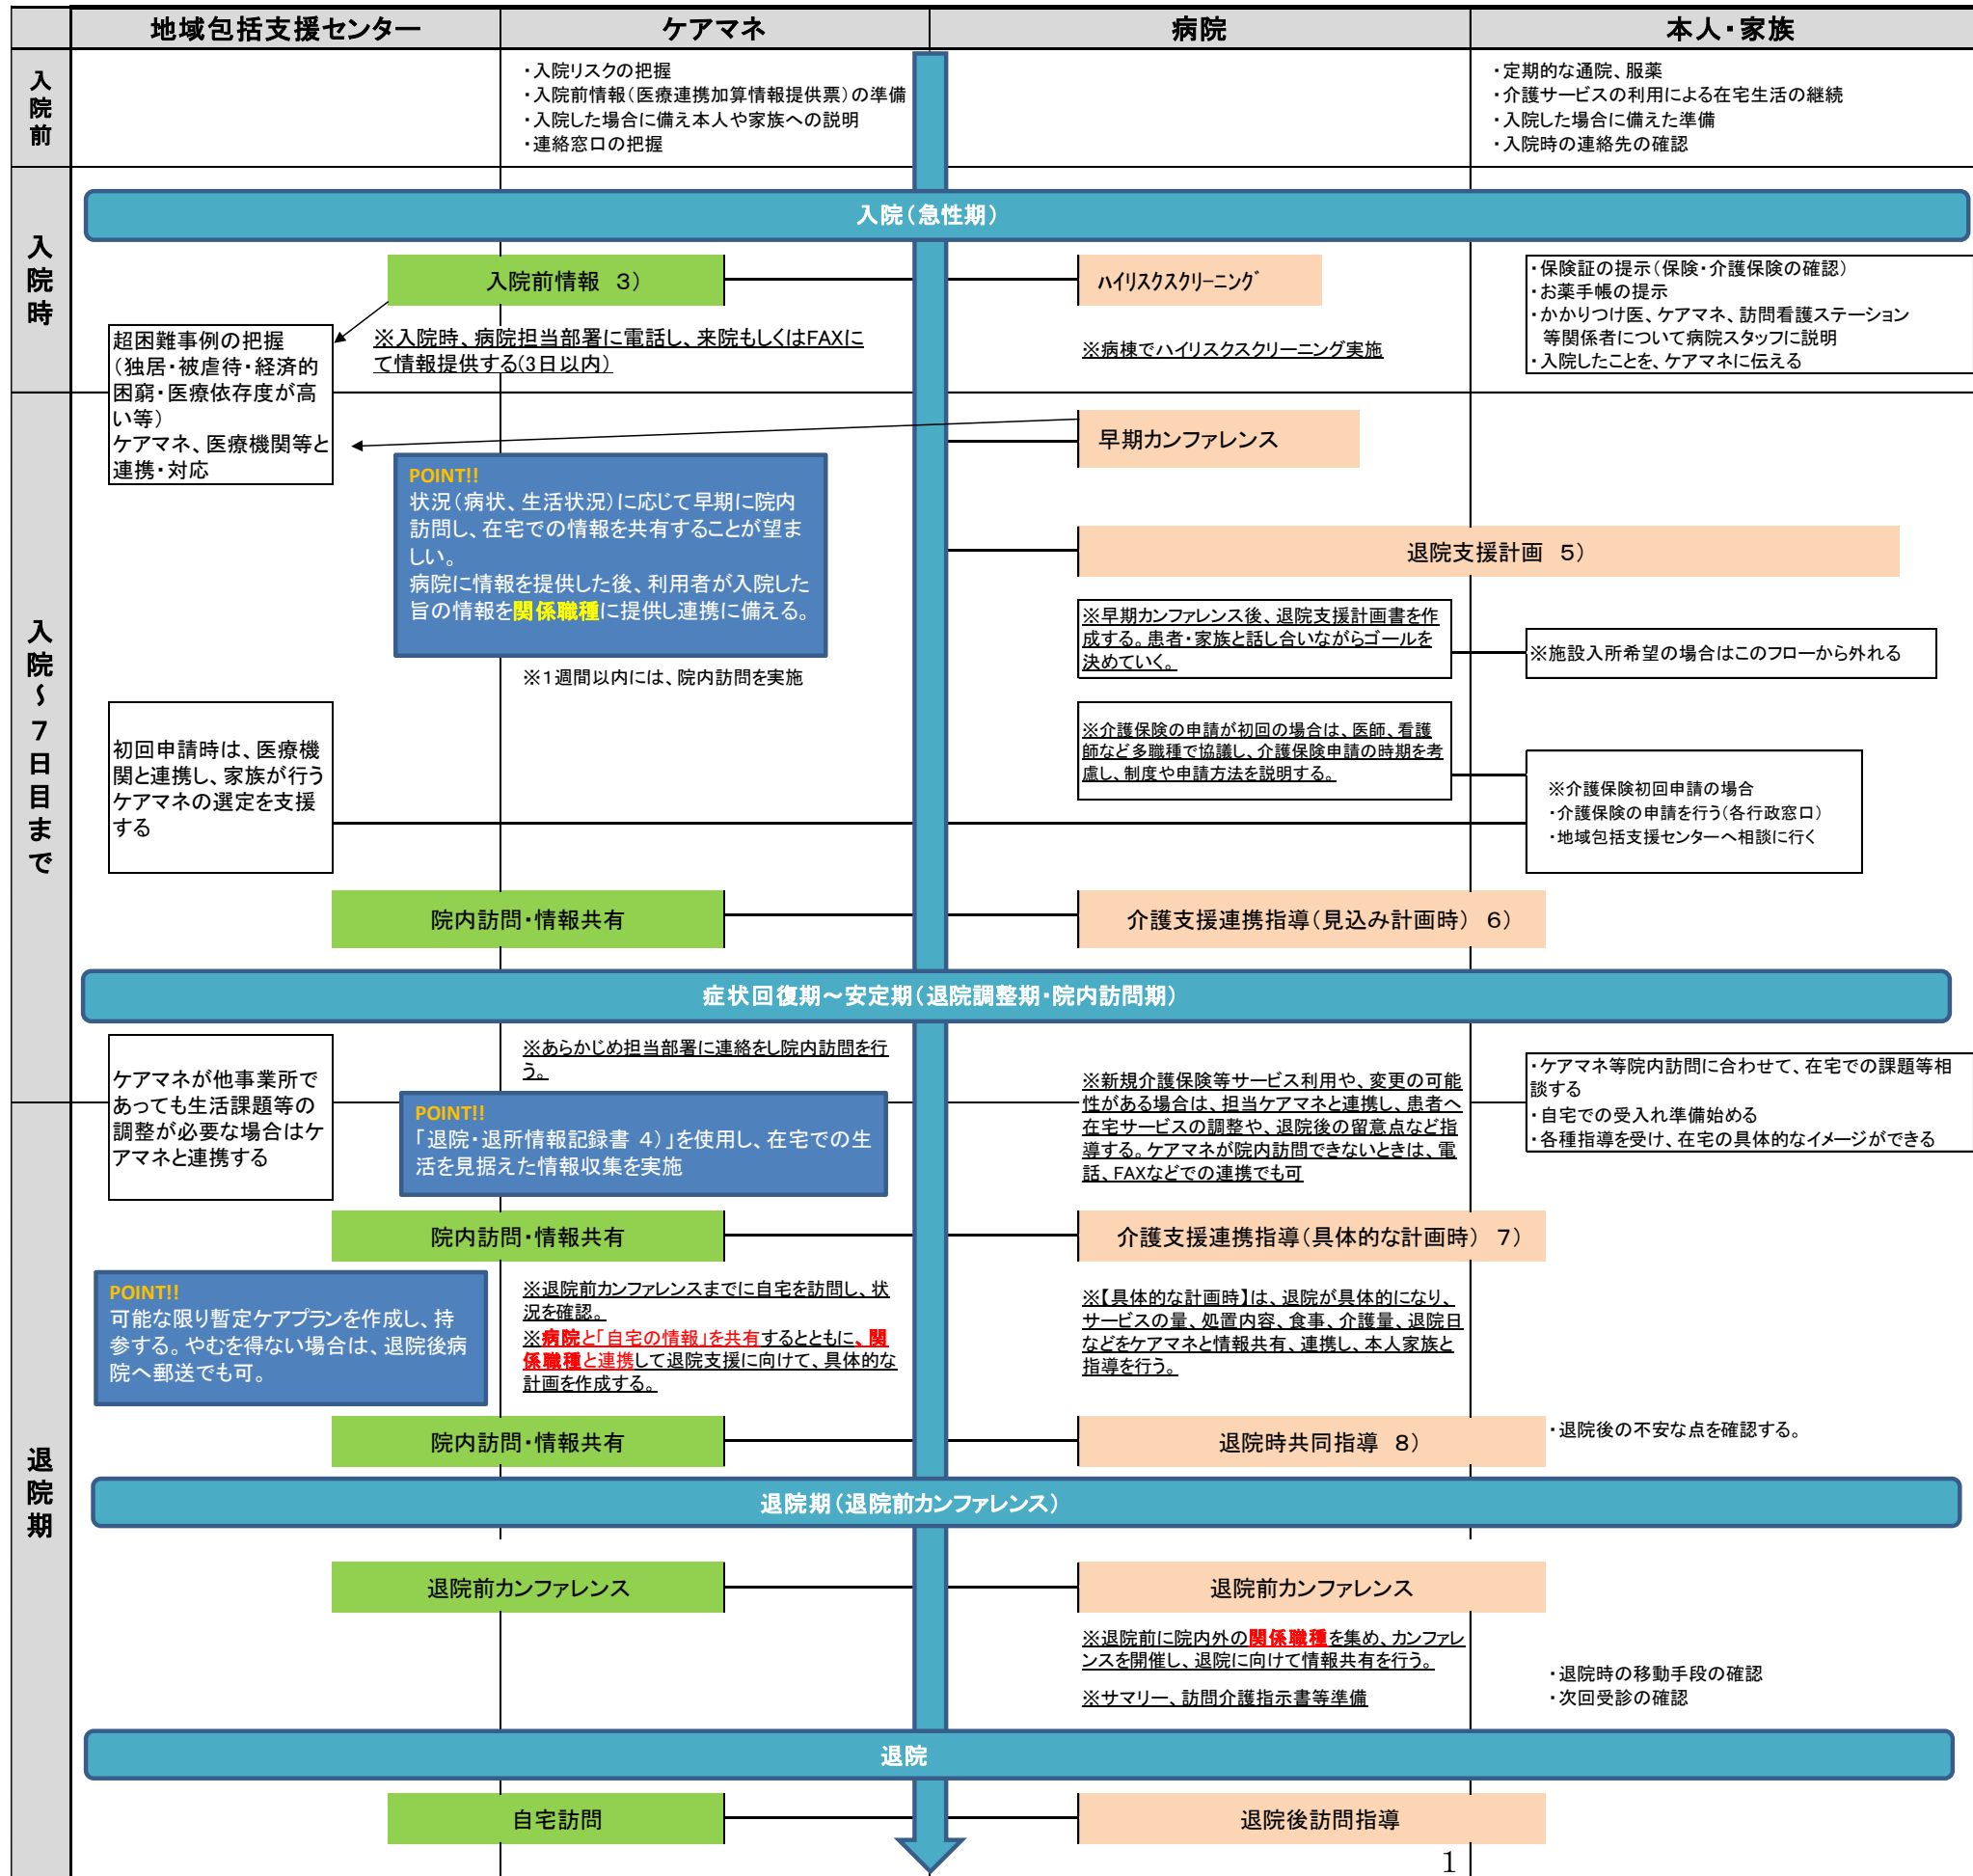 地域包括支援センター
ケアマネ
病院
本人・家族
入院前
・入院リスクの把握
・入院前情報（医療連携加算情報提供票）の準備
・入院した場合に備え本人や家族への説明
・連絡窓口の把握
・定期的な通院、服薬
・介護サービスの利用による在宅生活の継続
・入院した場合に備えた準備
・入院時の連絡先の確認
入院時
入院（急性期）
入院前情報　3）
ﾊｲﾘｽｸｽｸﾘｰﾆﾝｸﾞ
・保険証の提示（保険・介護保険の確認）
・お薬手帳の提示
・かかりつけ医、ケアマネ、訪問看護ステーション
等関係者について病院スタッフに説明
・入院したことを、ケアマネに伝える
超困難事例の把握
（独居・被虐待・経済的
困窮・医療依存度が高
い等）
ケアマネ、医療機関等と
連携・対応
※入院時、病院担当部署に電話し、来院もしくはFAXに
て情報提供する(3日以内）
※病棟でハイリスクスクリーニング実施
入院～7日目まで
早期カンファレンス
POINT!!
状況（病状、生活状況）に応じて早期に院内
訪問し、在宅での情報を共有することが望ま
しい。
病院に情報を提供した後、利用者が入院した
旨の情報を関係職種に提供し連携に備える。
退院支援計画　5）
※早期カンファレンス後、退院支援計画書を作
成する。患者・家族と話し合いながらゴールを
決めていく。
※施設入所希望の場合はこのフローから外れる
※１週間以内には、院内訪問を実施
初回申請時は、医療機
関と連携し、家族が行う
ケアマネの選定を支援
する
※介護保険の申請が初回の場合は、医師、看護
師など多職種で協議し、介護保険申請の時期を考
慮し、制度や申請方法を説明する。
※介護保険初回申請の場合
・介護保険の申請を行う（各行政窓口）
・地域包括支援センターへ相談に行く
院内訪問・情報共有
介護支援連携指導（見込み計画時）　6）
症状回復期～安定期（退院調整期・院内訪問期）
ケアマネが他事業所で
あっても生活課題等の
調整が必要な場合はケ
アマネと連携する
※あらかじめ担当部署に連絡をし院内訪問を行
う。
POINT!!
「退院・退所情報記録書 4）」を使用し、在宅での生
活を見据えた情報収集を実施
※新規介護保険等サービス利用や、変更の可能
性がある場合は、担当ケアマネと連携し、患者へ
在宅サービスの調整や、退院後の留意点など指
導する。ケアマネが院内訪問できないときは、電
話、FAXなどでの連携でも可
・ケアマネ等院内訪問に合わせて、在宅での課題等相
談する
・自宅での受入れ準備始める
・各種指導を受け、在宅の具体的なイメージができる
退院期
院内訪問・情報共有
介護支援連携指導（具体的な計画時）　7）
POINT!!
可能な限り暫定ケアプランを作成し、持
参する。やむを得ない場合は、退院後病
院へ郵送でも可。
※退院前カンファレンスまでに自宅を訪問し、状
況を確認。
※病院と「自宅の情報」を共有するとともに、関
係職種と連携して退院支援に向けて、具体的な
計画を作成する。
※【具体的な計画時】は、退院が具体的になり、
サービスの量、処置内容、食事、介護量、退院日
などをケアマネと情報共有、連携し、本人家族と
指導を行う。
院内訪問・情報共有
退院時共同指導　8）
・退院後の不安な点を確認する。
退院期（退院前カンファレンス）
退院前カンファレンス
退院前カンファレンス
※退院前に院内外の関係職種を集め、カンファレ
ンスを開催し、退院に向けて情報共有を行う。
※サマリー、訪問介護指示書等準備
・退院時の移動手段の確認
・次回受診の確認
退院
自宅訪問
退院後訪問指導
1